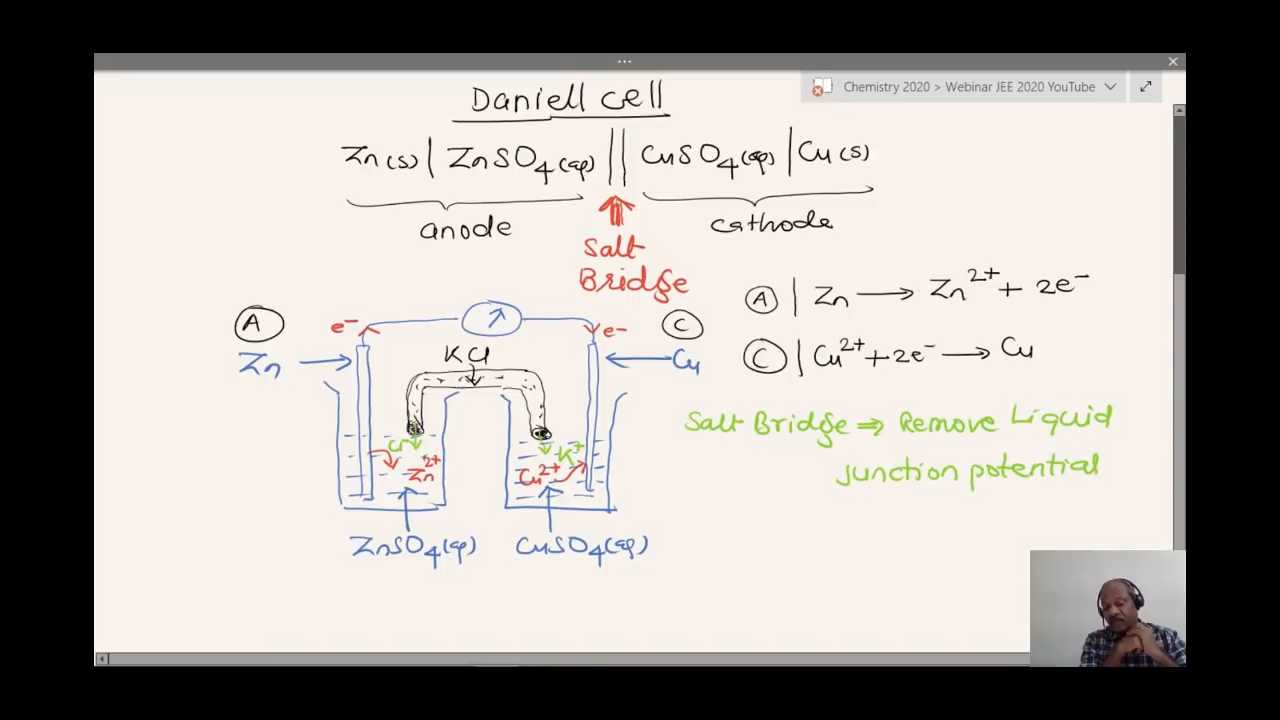 Chemistry 2020 > Webinar JEE 2020 YouTube
Daniell cell
Zn(s) | ZnSO4(aq) || CuSO4(aq) | Cu(s)
anode
cathode
Salt
Bridge
(A) | Zn → Zn²⁺ + 2e⁻
(C) | Cu²⁺ + 2e⁻ → Cu
A
e⁻
e⁻
C
Zn
KCl
Cu
Salt Bridge ⇒ Remove Liquid
junction potential
K⁺
Zn²⁺
Cu²⁺
ZnSO4(aq)
CuSO4(aq)